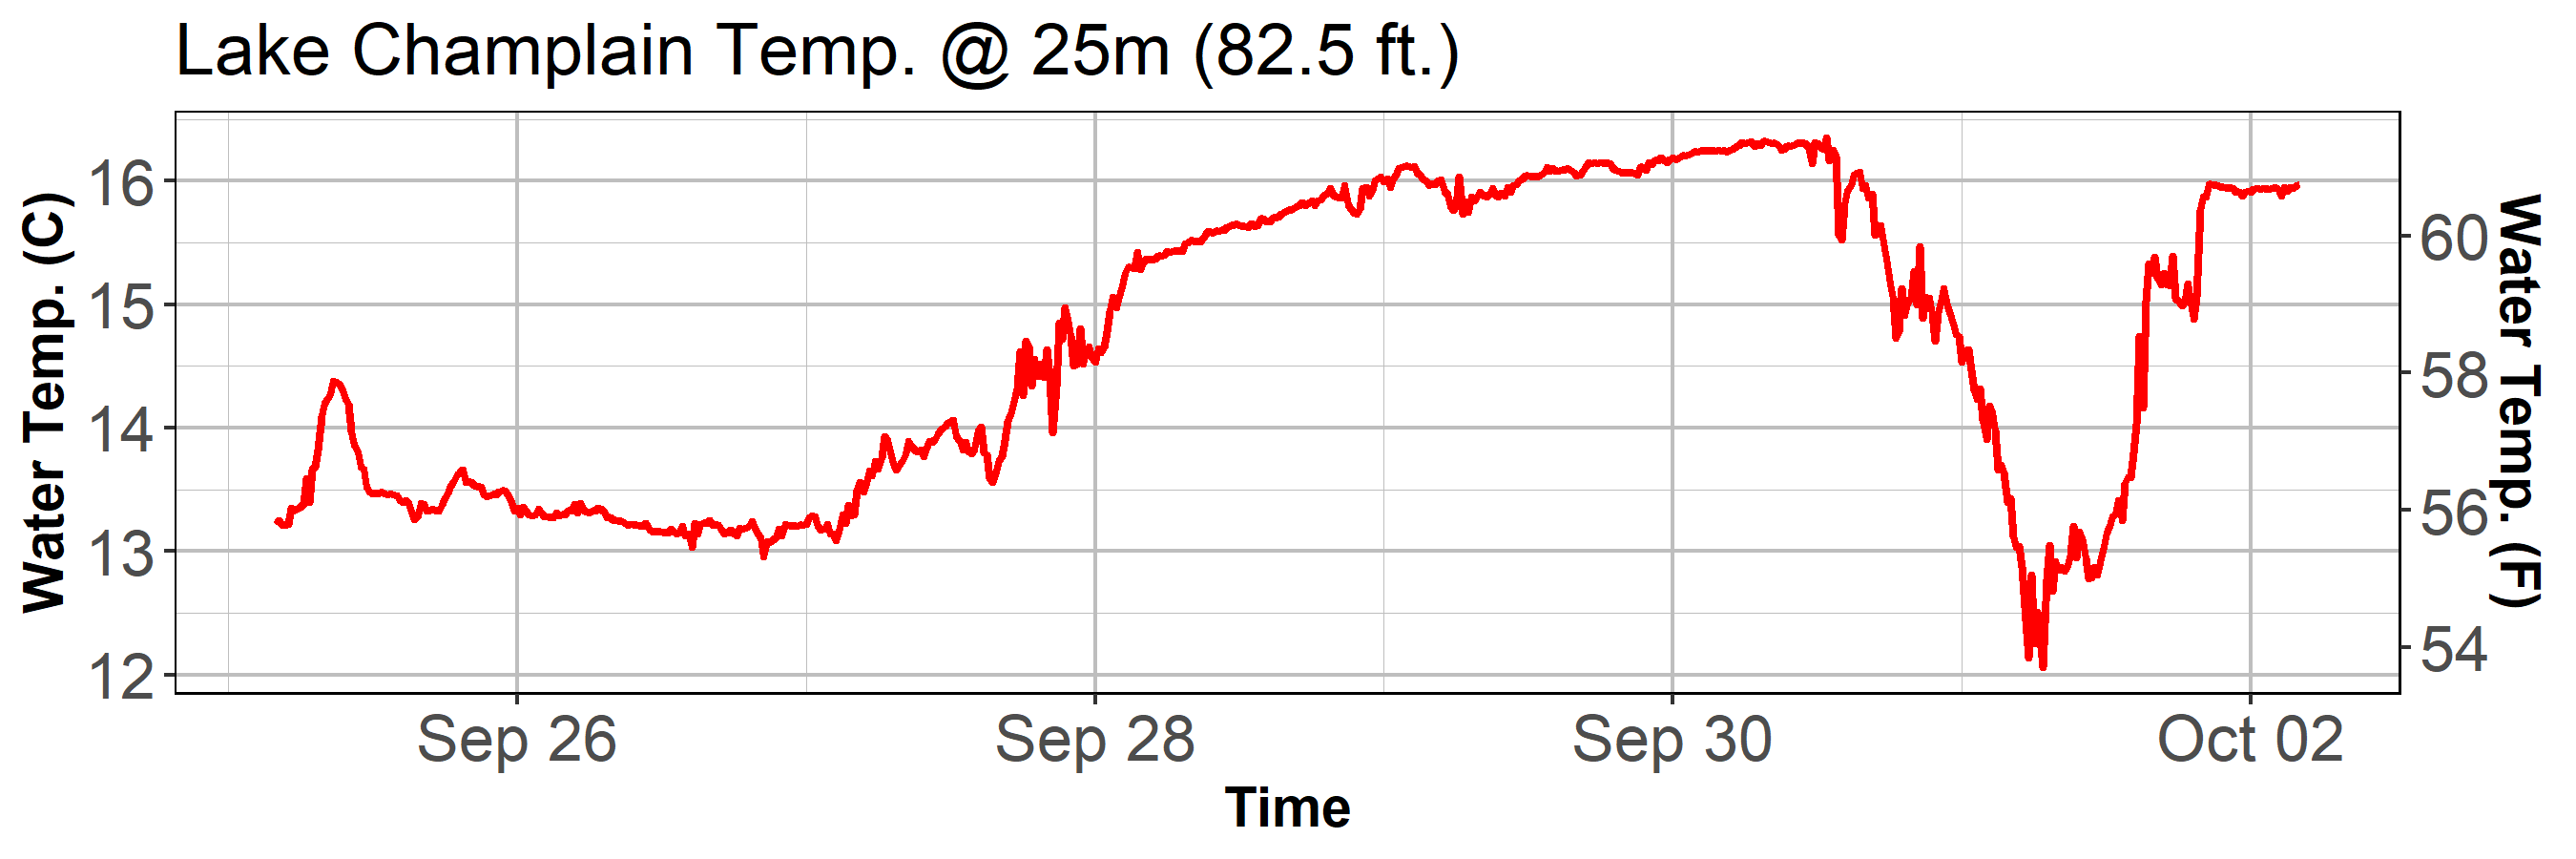 Lake Champlain Temp. @ 25m (82.5 ft.)
Water Temp. (C)
16
15
14
13
12
60
58
56
54
Water Temp. (F)
Sep 26
Sep 28
Sep 30
Oct 02
Time